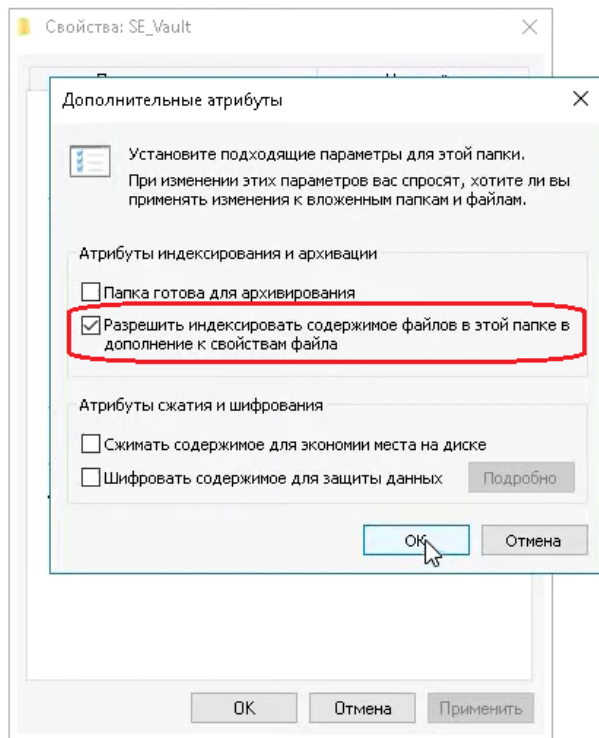 Свойства: SE_Vault
Дополнительные атрибуты
Установите подходящие параметры для этой папки.
При изменении этих параметров вас спросят, хотите ли вы
применять изменения к вложенным папкам и файлам.
Атрибуты индексирования и архивации
Папка готова для архивирования
Разрешить индексировать содержимое файлов в этой папке в
дополнение к свойствам файла
Атрибуты сжатия и шифрования
Сжимать содержимое для экономии места на диске
Шифровать содержимое для защиты данных
Подробно
ОК
Отмена
ОК
Отмена
Применить